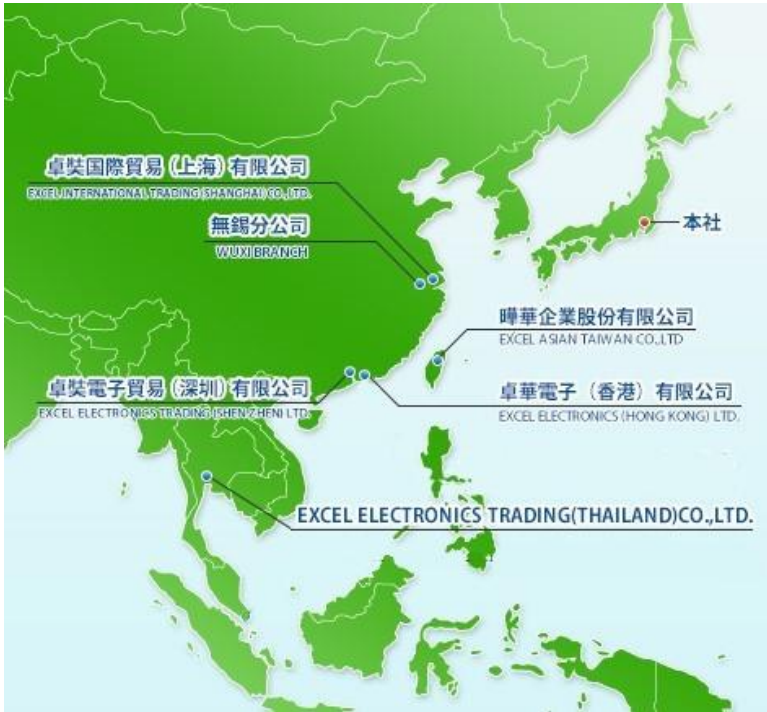 卓奘国際貿易（上海）有限公司
EXCEL INTERNATIONAL TRADING (SHANGHAI) CO., LTD.
無錫分公司
WUXI BRANCH
本社
曄華企業股份有限公司
EXCEL ASIAN TAIWAN CO.,LTD
卓奘電子貿易（深圳）有限公司
EXCEL ELECTRONICS TRADING (SHENZHEN) LTD.
卓華電子（香港）有限公司
EXCEL ELECTRONICS (HONG KONG) LTD.
EXCEL ELECTRONICS TRADING(THAILAND)CO.,LTD.